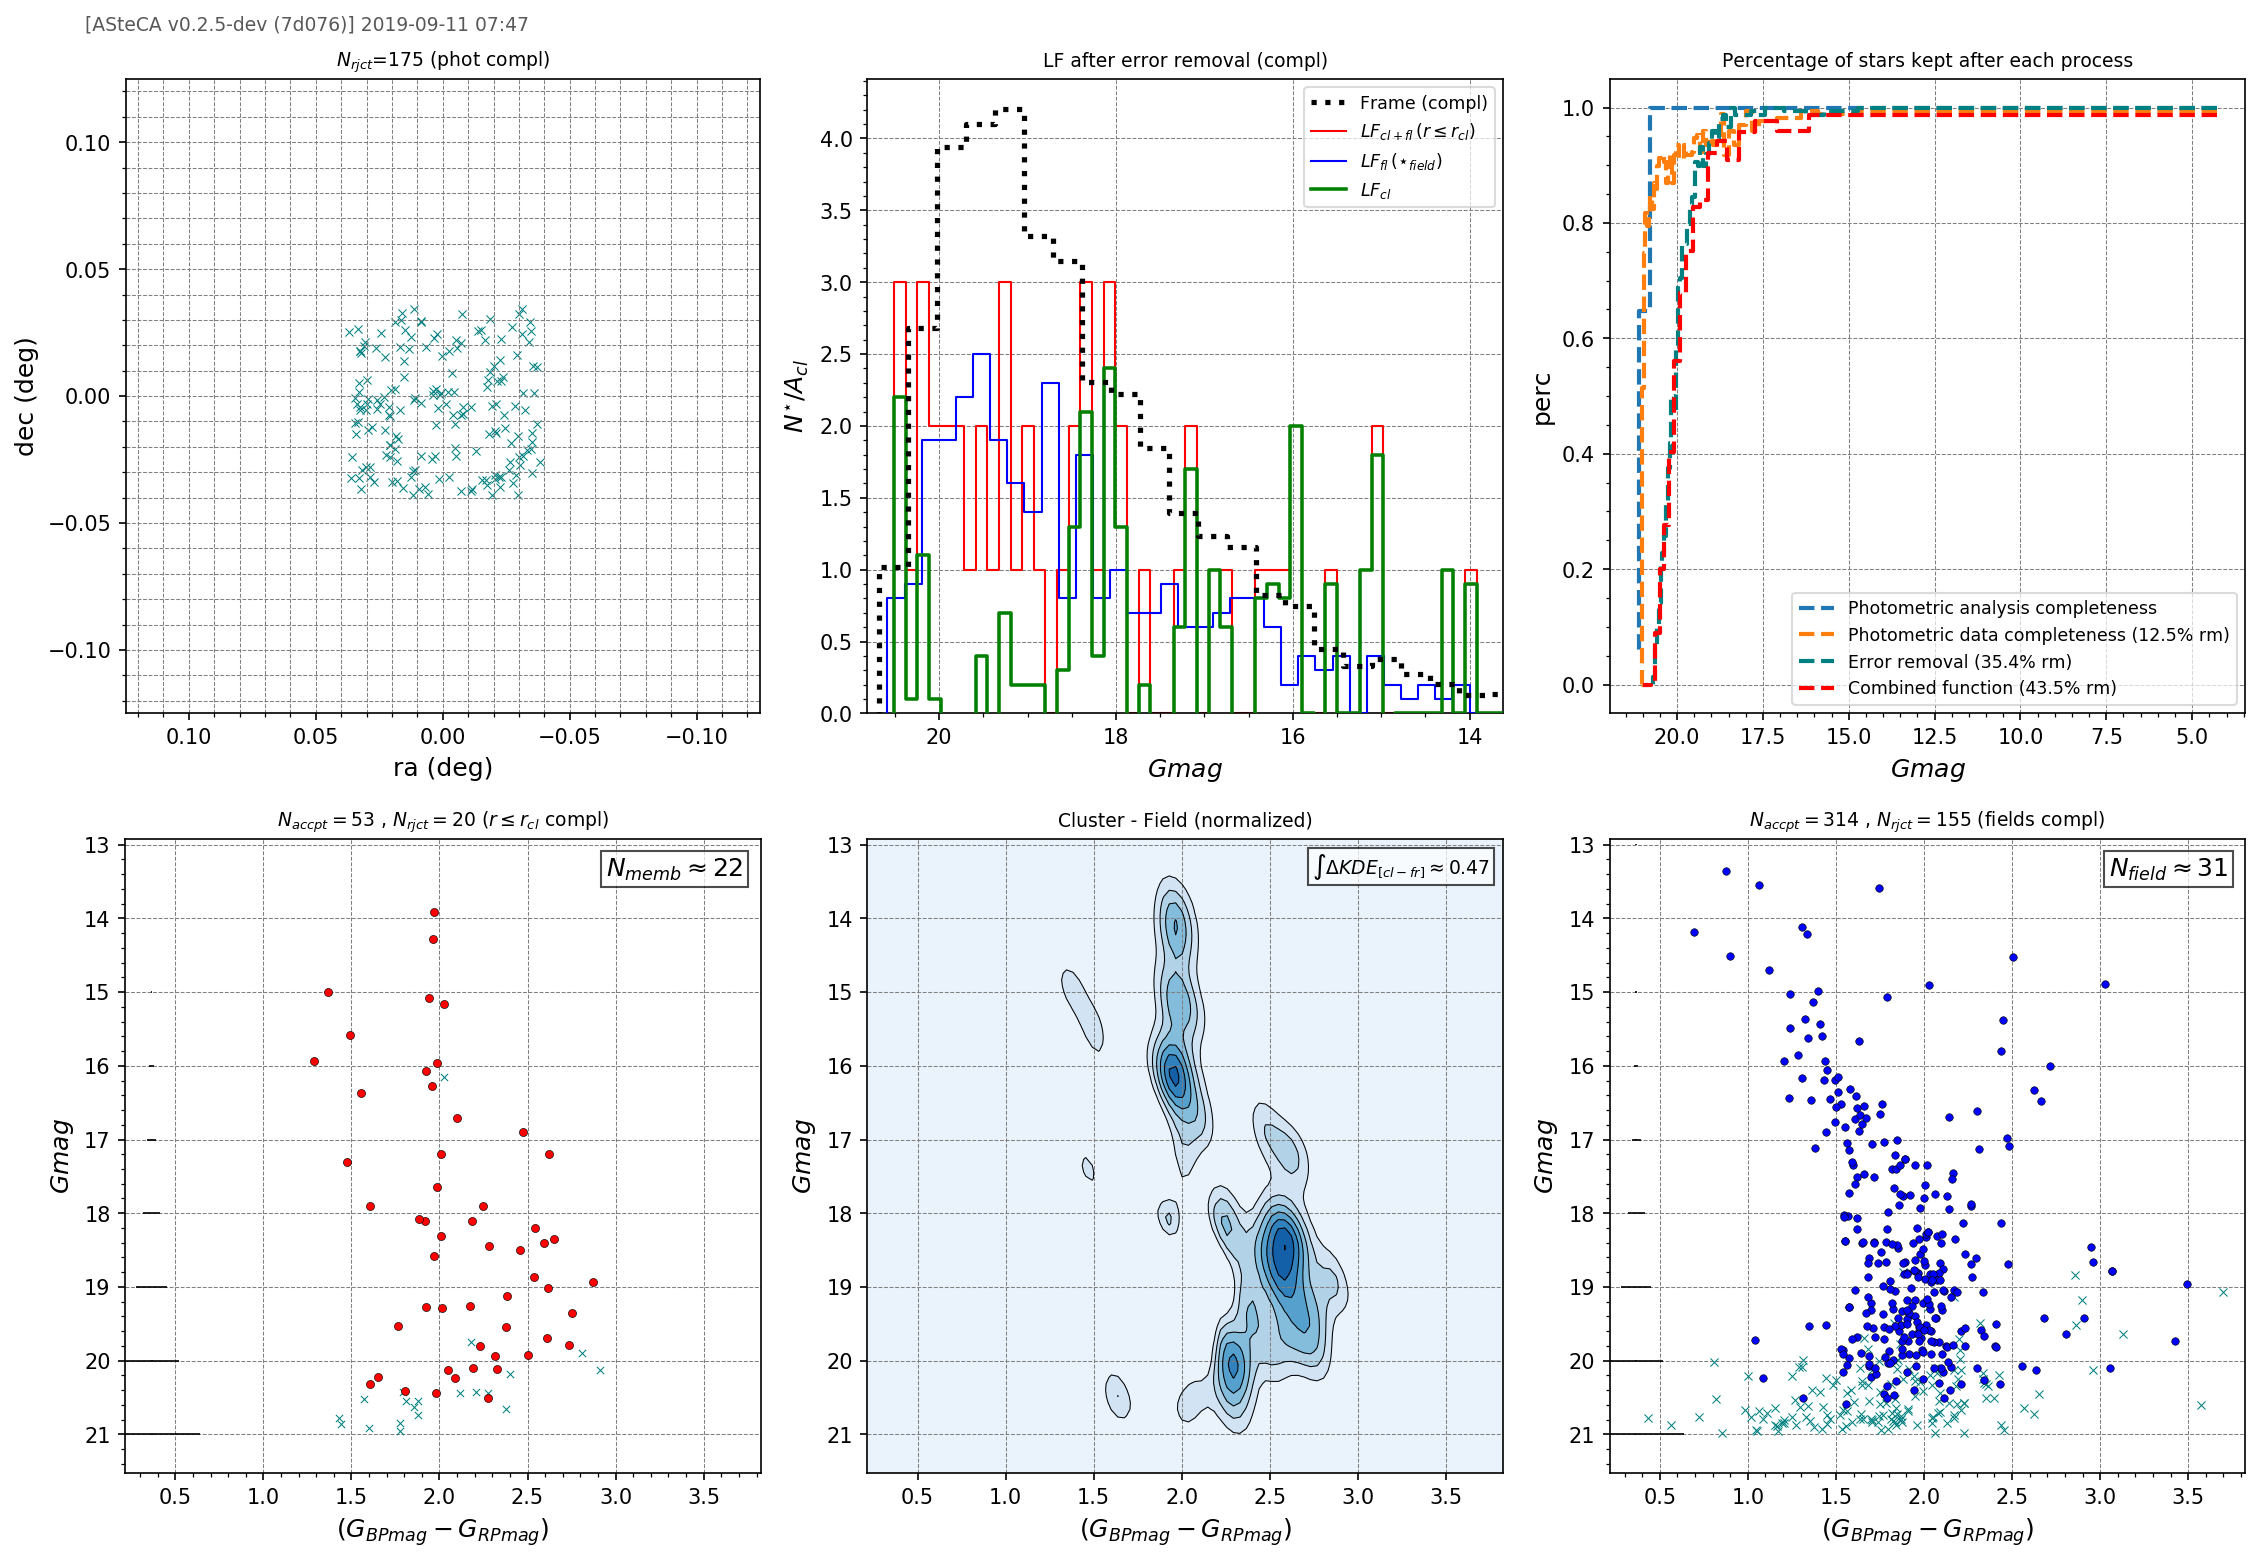 [ASteCA v0.2.5-dev (7d076)] 2019-09-11 07:47
N_rjct=175 (phot compl)
0.10
0.05
0.00
−0.05
−0.10
dec (deg)
0.10 0.05 0.00 −0.05 −0.10
ra (deg)
LF after error removal (compl)
Frame (compl)
LF_cl+fl (r ≤ r_cl)
LF_fl (⋆_field)
LF_cl
4.0
3.5
3.0
2.5
2.0
1.5
1.0
0.5
0.0
N⋆/A_cl
20 18 16 14
Gmag
Percentage of stars kept after each process
1.0
0.8
0.6
0.4
0.2
0.0
perc
Photometric analysis completeness
Photometric data completeness (12.5% rm)
Error removal (35.4% rm)
Combined function (43.5% rm)
20.0 17.5 15.0 12.5 10.0 7.5 5.0
Gmag
N_accpt = 53 , N_rjct = 20 (r ≤ r_cl compl)
N_memb ≈ 22
13
14
15
16
17
18
19
20
21
Gmag
0.5 1.0 1.5 2.0 2.5 3.0 3.5
(G_BPmag − G_RPmag)
Cluster - Field (normalized)
∫ΔKDE_[cl−fr] ≈ 0.47
13
14
15
16
17
18
19
20
21
Gmag
0.5 1.0 1.5 2.0 2.5 3.0 3.5
(G_BPmag − G_RPmag)
N_accpt = 314 , N_rjct = 155 (fields compl)
N_field ≈ 31
13
14
15
16
17
18
19
20
21
Gmag
0.5 1.0 1.5 2.0 2.5 3.0 3.5
(G_BPmag − G_RPmag)